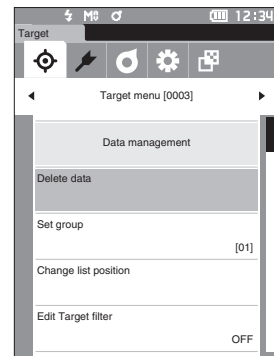 12:34
Target
Target menu [0003]
Data management
Delete data
Set group
[01]
Change list position
Edit Target filter
OFF